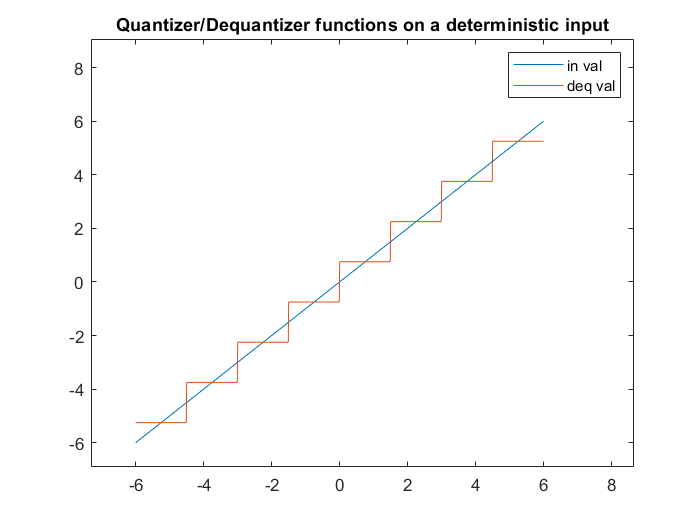 Quantizer/Dequantizer functions on a deterministic input
in val
deq val
8
6
4
2
0
-2
-4
-6
-6 -4 -2 0 2 4 6 8